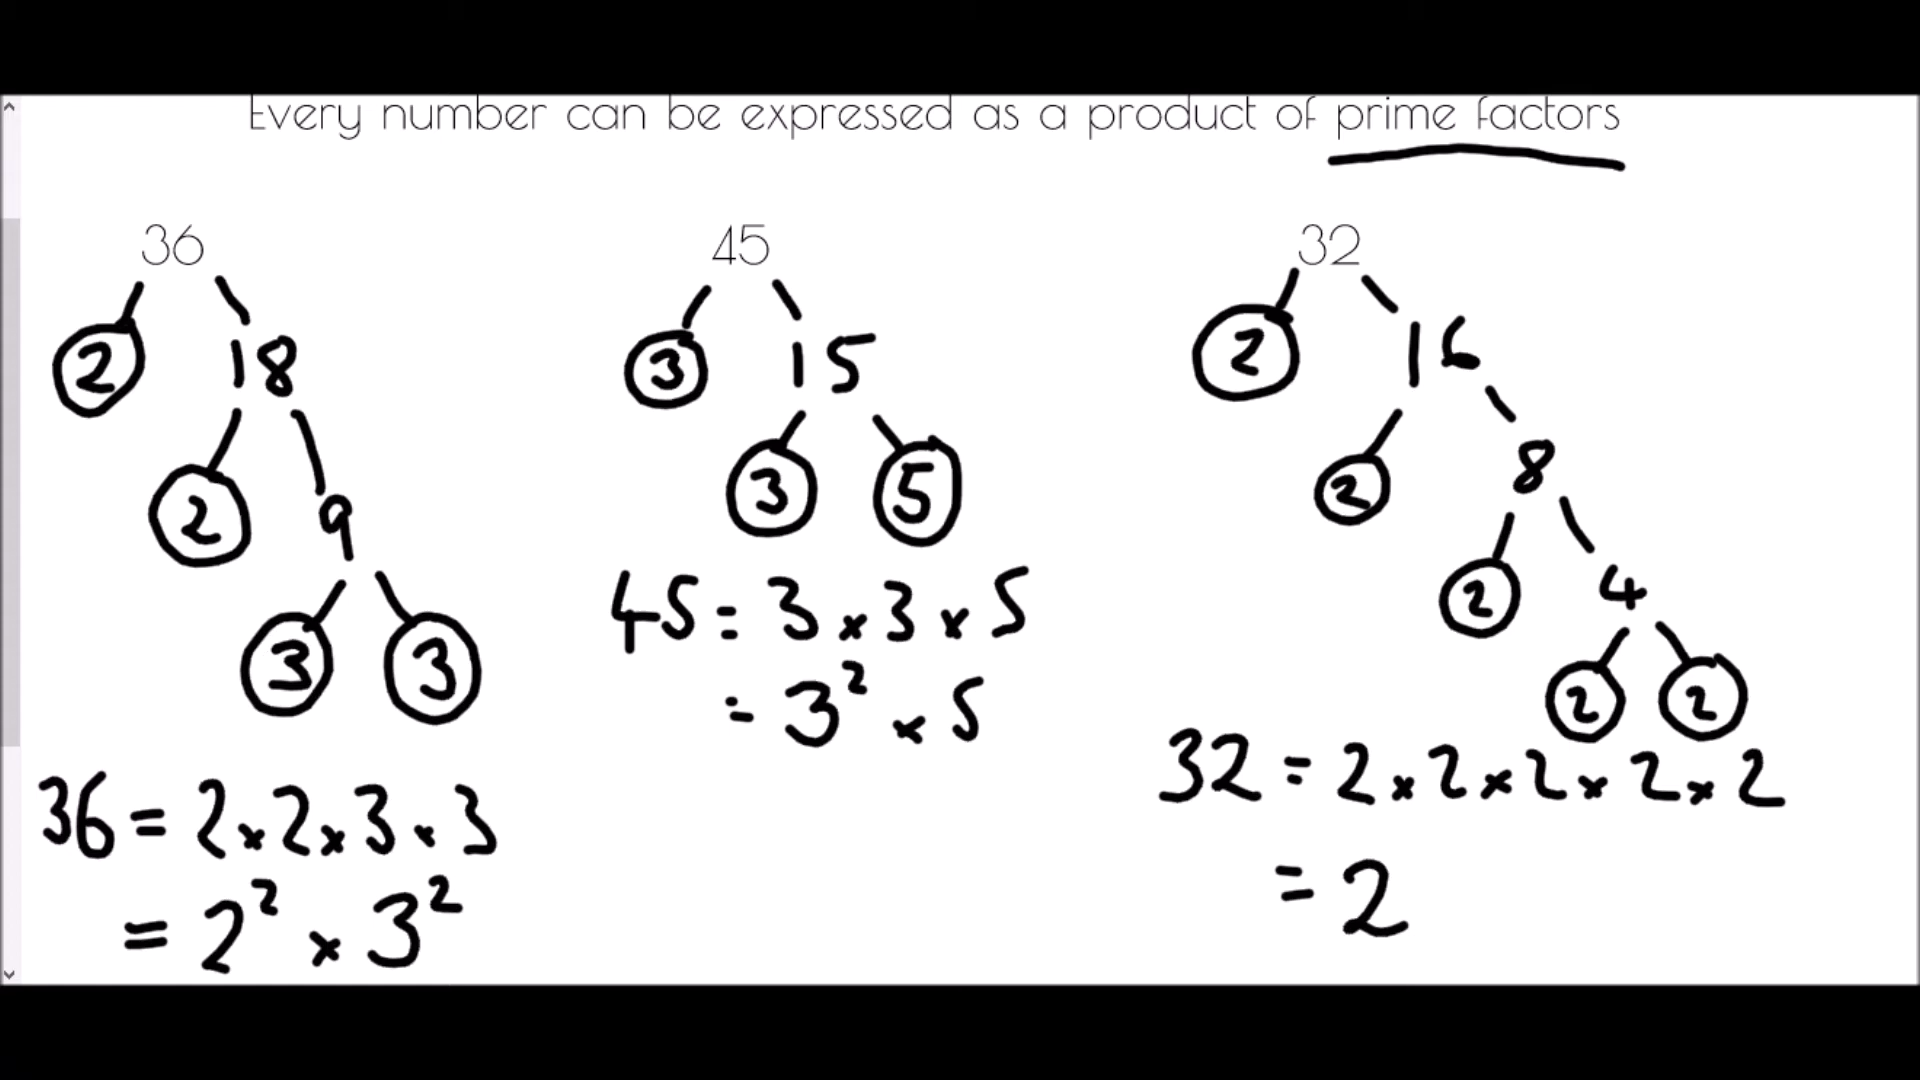 Every number can be expressed as a product of prime factors
36
2 18
2 9
3 3
36 = 2 × 2 × 3 × 3
= 2² × 3²
45
3 15
3 5
45 = 3 × 3 × 5
= 3² × 5
32
2 16
2 8
2 4
2 2
32 = 2 × 2 × 2 × 2 × 2
= 2